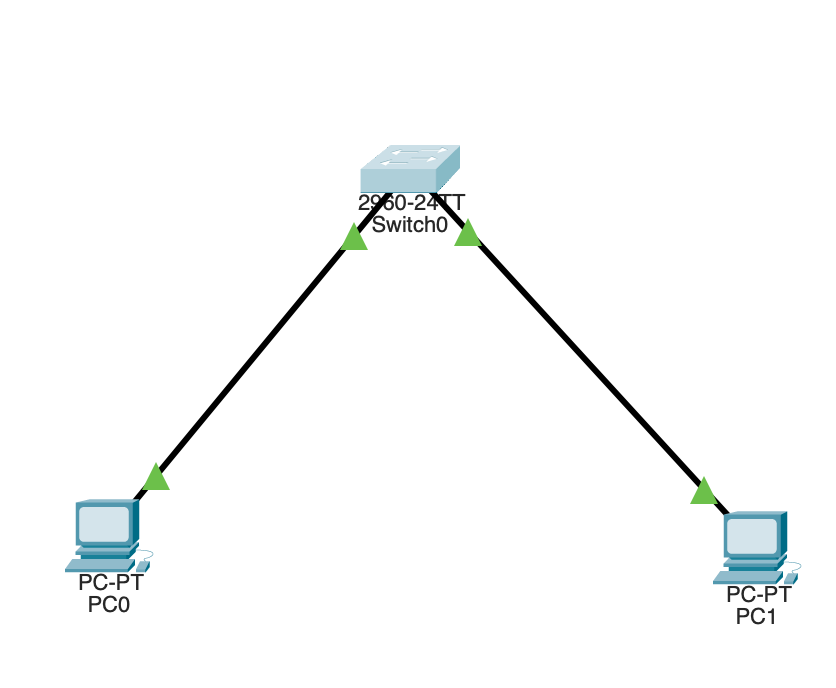 2960-24TT
Switch0
PC-PT
PC0
PC-PT
PC1